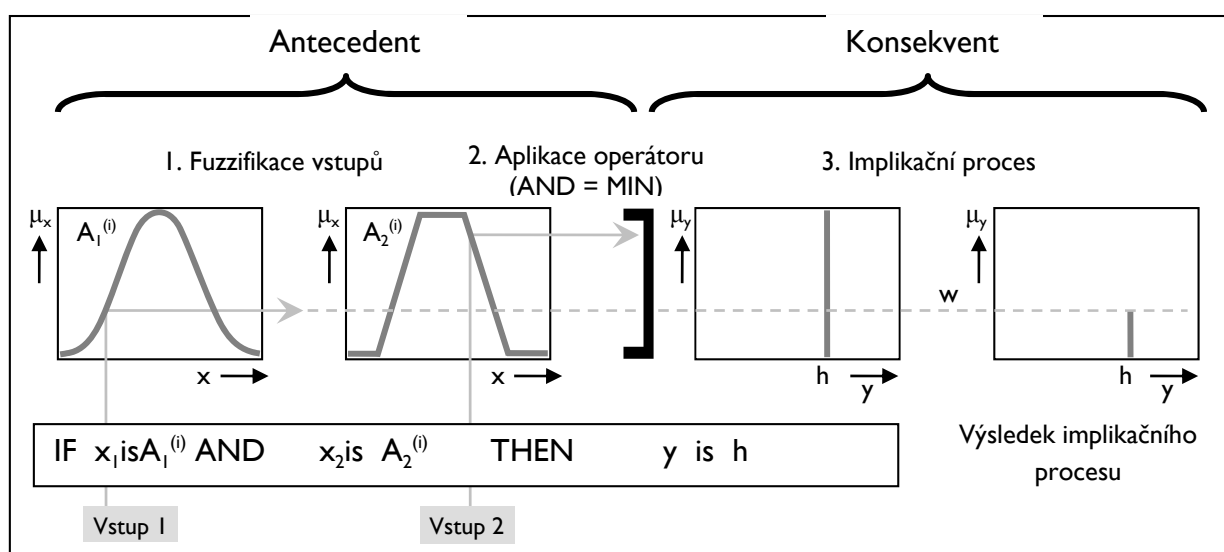 Antecedent
Konsekvent
1. Fuzzifikace vstupů
2. Aplikace operátoru
(AND = MIN)
3. Implikační proces
μx
A1(i)
x
μx
A2(i)
x
μy
h
y
w
μy
h
y
IF x1isA1(i) AND x2is A2(i) THEN y is h
Výsledek implikačního
procesu
Vstup 1
Vstup 2